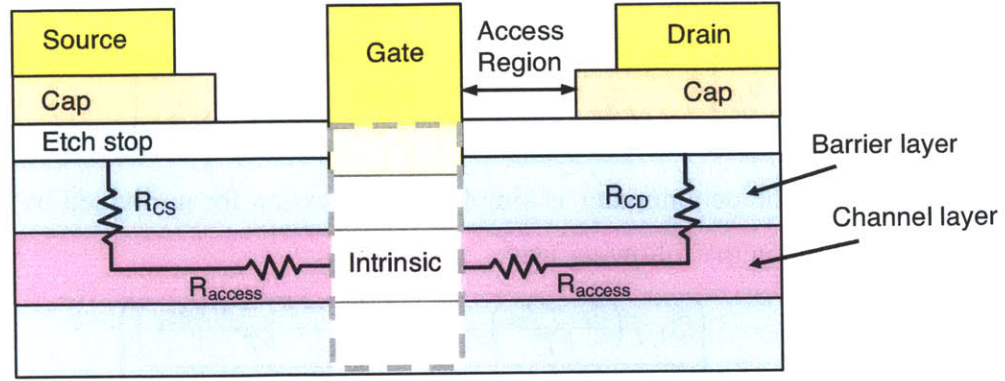 Source
Gate
Access
Region
Drain
Cap
Cap
Etch stop
Barrier layer
R_CS
R_CD
Channel layer
Intrinsic
R_access
R_access